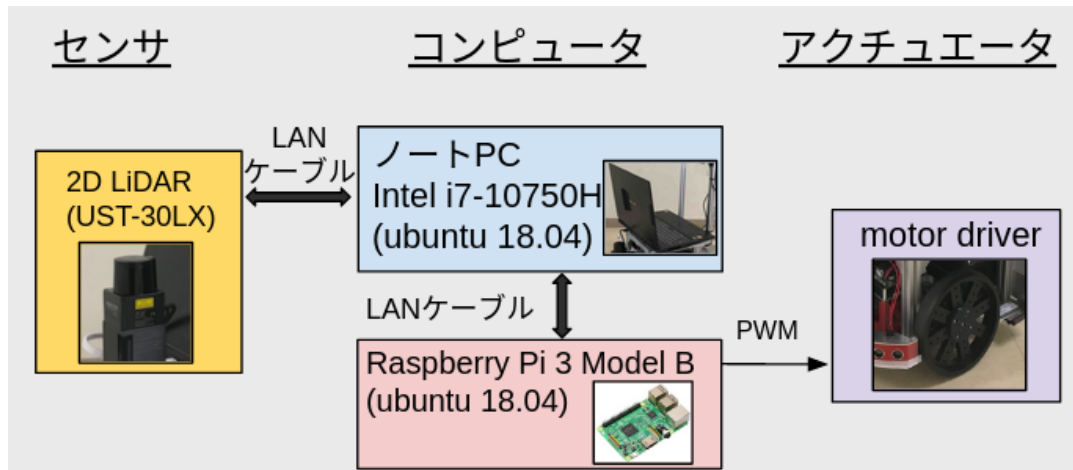 センサ
コンピュータ
アクチュエータ
LAN
ケーブル
2D LiDAR
(UST-30LX)
ノートPC
Intel i7-10750H
(ubuntu 18.04)
motor driver
LANケーブル
PWM
Raspberry Pi 3 Model B
(ubuntu 18.04)